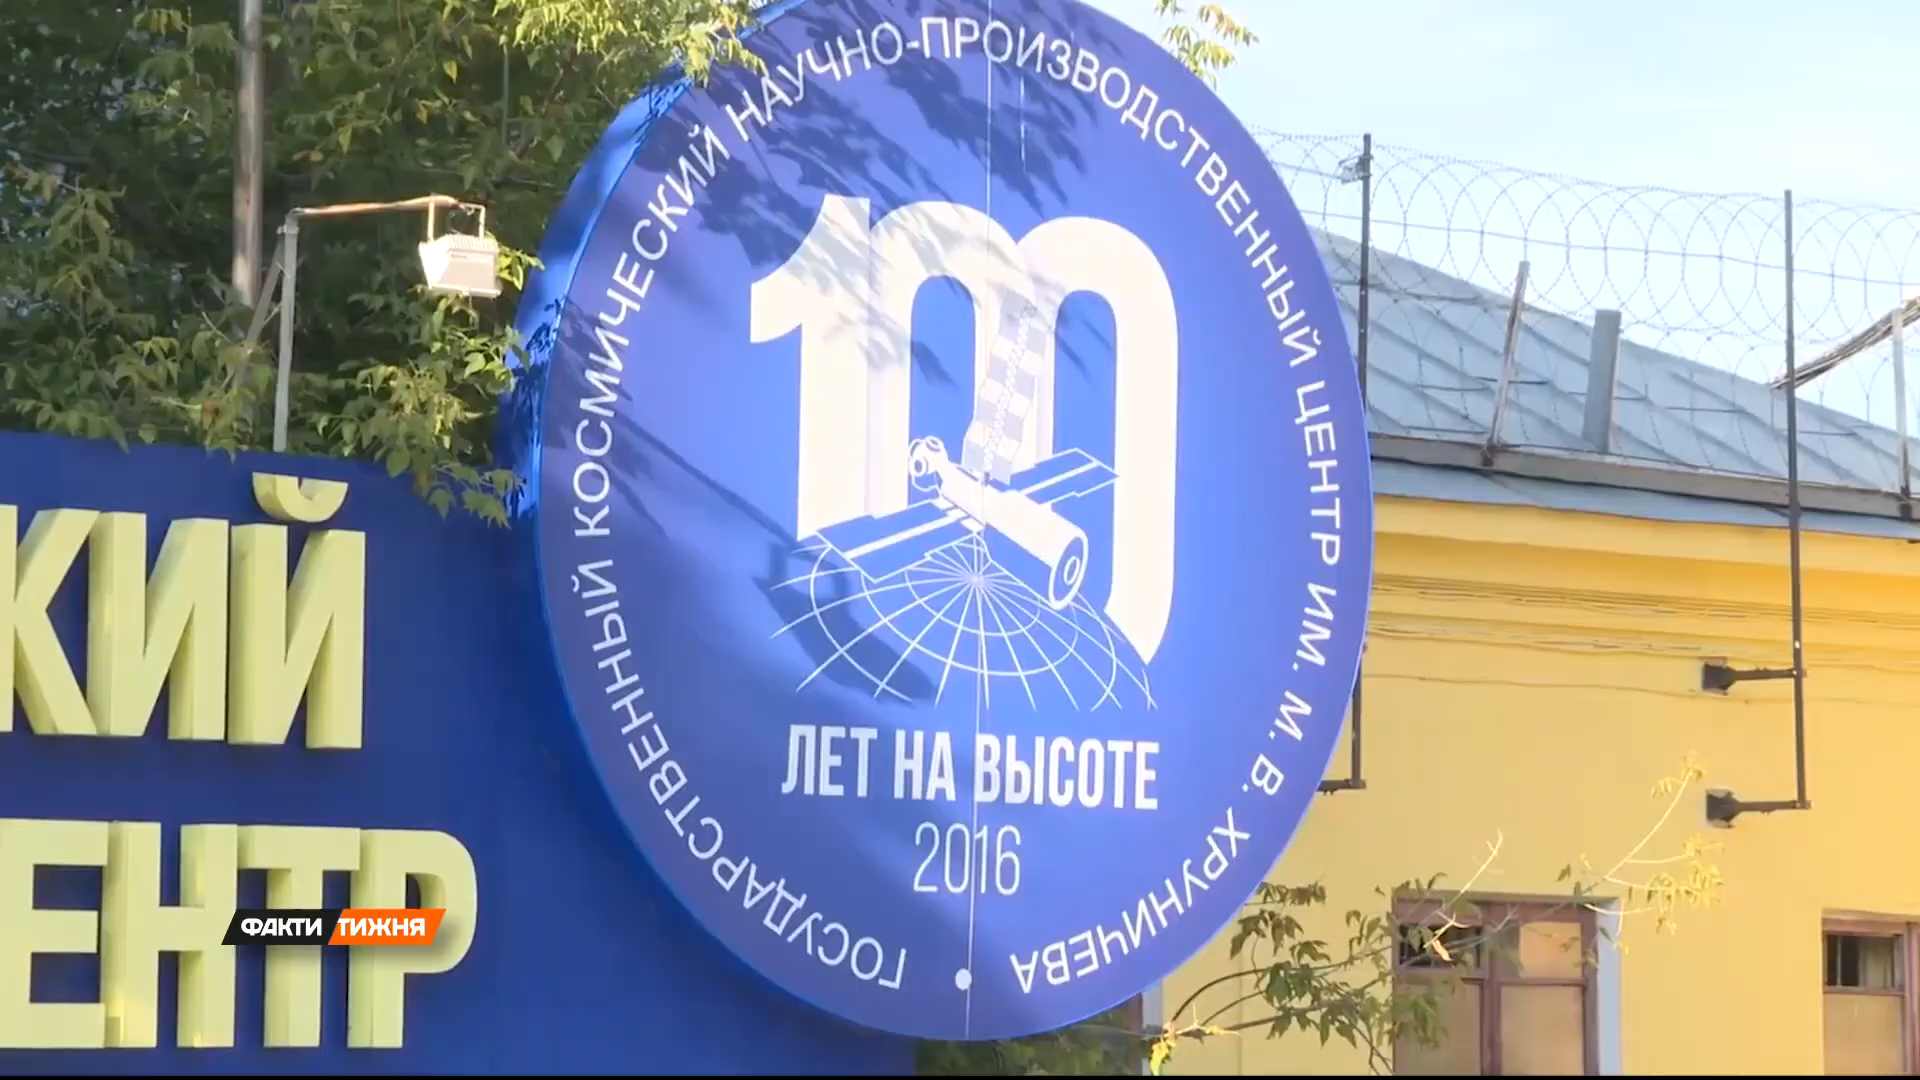 ГОСУДАРСТВЕННЫЙ КОСМИЧЕСКИЙ НАУЧНО-ПРОИЗВОДСТВЕННЫЙ ЦЕНТР ИМ. М. В. ХРУНИЧЕВА
100
ЛЕТ НА ВЫСОТЕ
2016
КИЙ
ЕНТР
ФАКТИ ТИЖНЯ